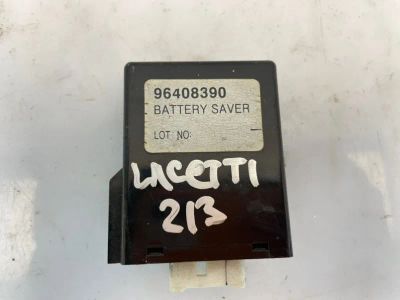 96408390
BATTERY SAVER
LOT NO:
LACETTI
213